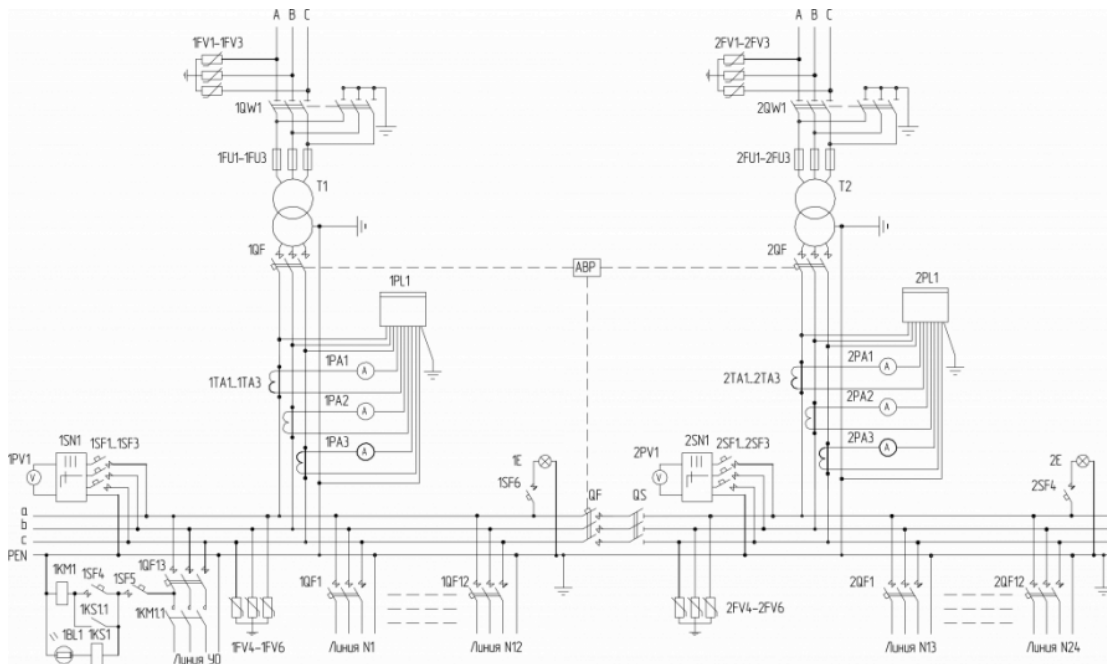 A B C
A B C
1FV1-1FV3
2FV1-2FV3
1QW1
2QW1
1FU1-1FU3
2FU1-2FU3
T1
T2
1QF
2QF
АВР
1PL1
2PL1
1PA1
2PA1
1TA1...1TA3
2TA1...2TA3
A
A
1PA2
2PA2
A
A
1PA3
2PA3
A
A
1SN1
1SF1...1SF3
2SN1
2SF1...2SF3
1PV1
V
1E
2PV1
V
2E
1SF6
QF
QS
2SF4
a
b
c
PEN
1KM1
1SF4
1SF5
1QF13
1QF1
1QF12
2QF1
2QF12
1KS1.1
1KM1.1
2FV4-2FV6
1BL1
1KS1
1FV4-1FV6
Линия УО
Линия N1
Линия N12
Линия N13
Линия N24